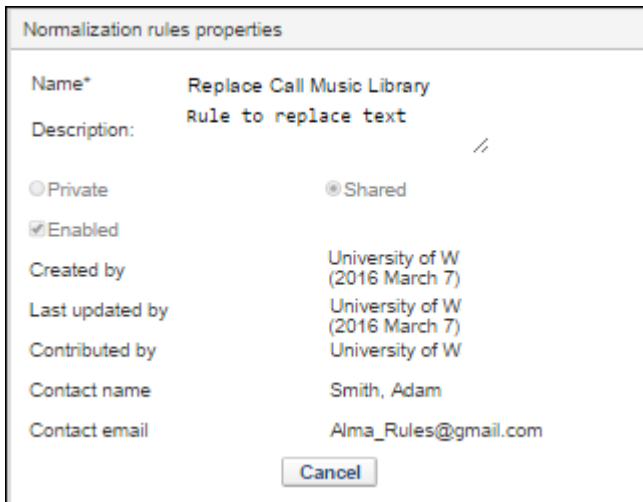 Normalization rules properties
Name* Replace Call Music Library
Description: Rule to replace text
Private Shared
Enabled
Created by University of W
(2016 March 7)
Last updated by University of W
(2016 March 7)
Contributed by University of W
Contact name Smith, Adam
Contact email Alma_Rules@gmail.com
Cancel